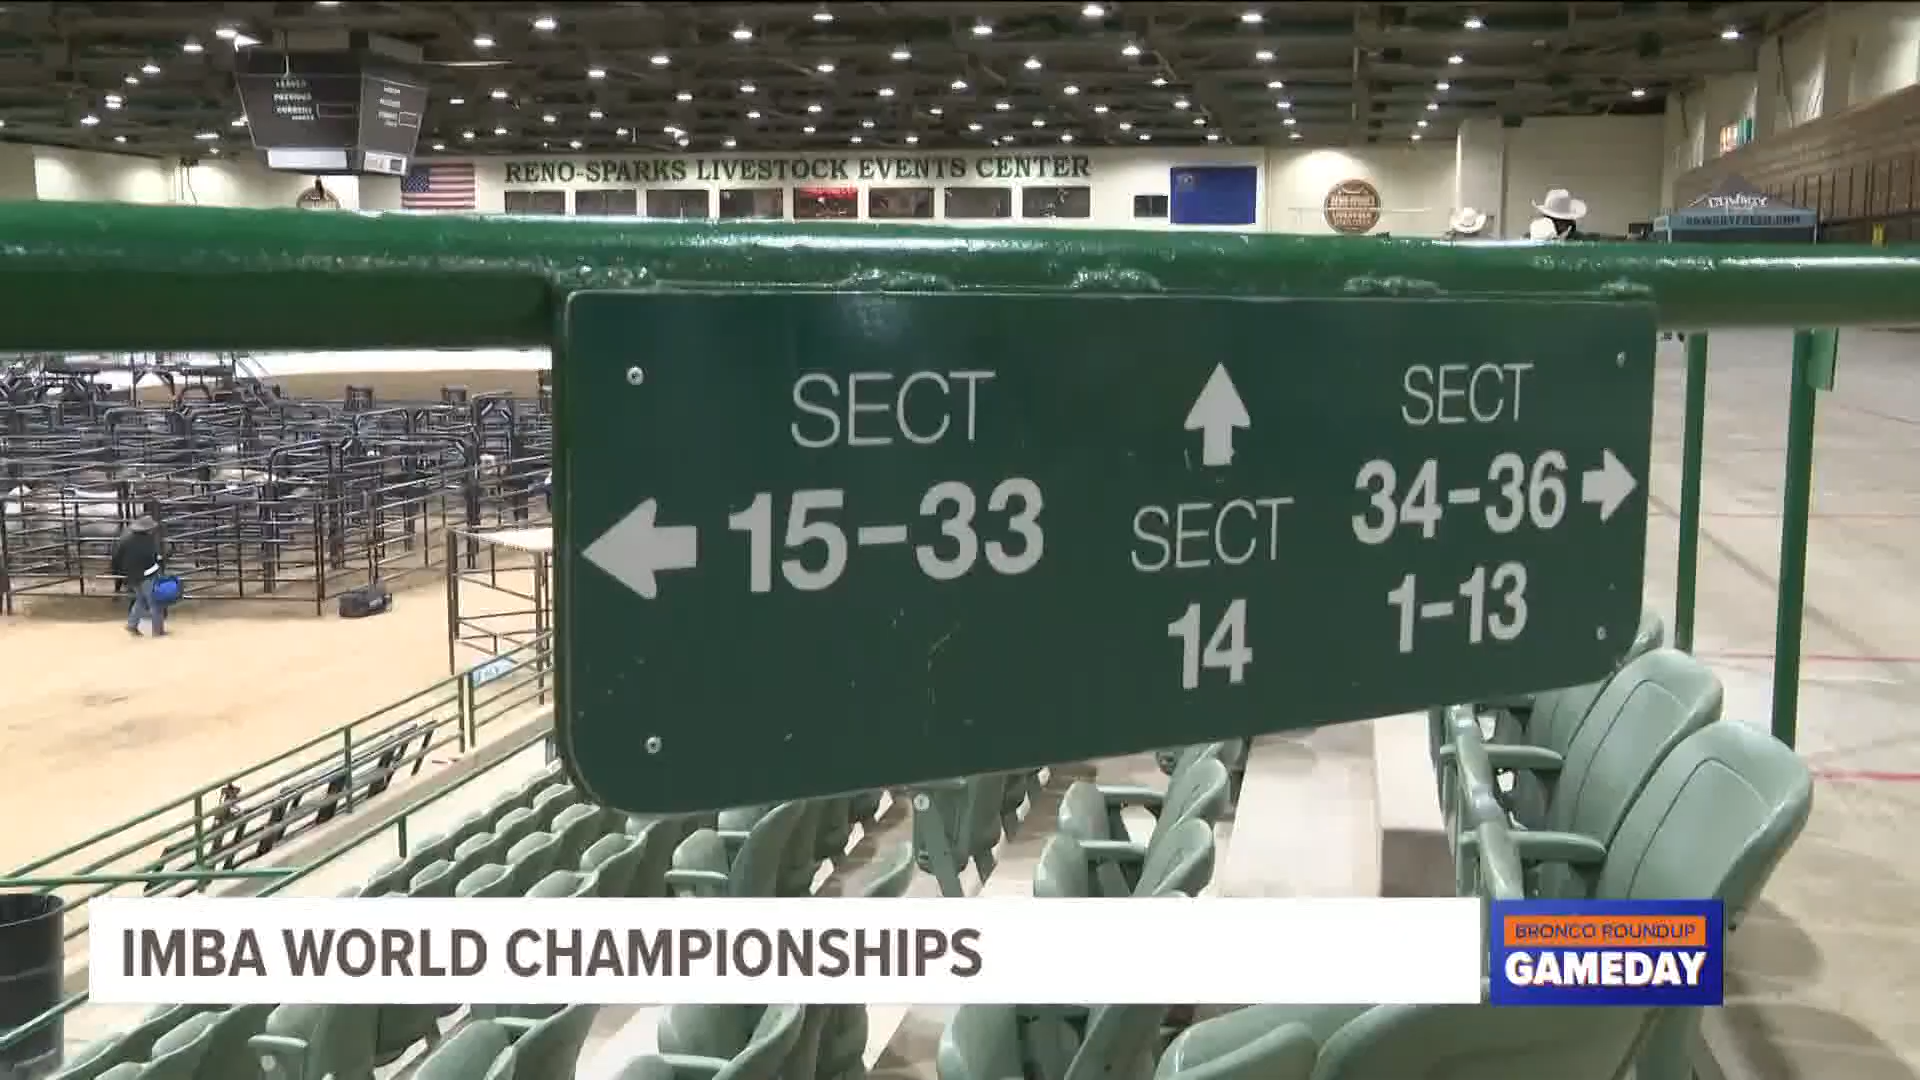 RENO-SPARKS LIVESTOCK EVENTS CENTER
SECT
15-33
SECT
14
SECT
34-36
1-13
IMBA WORLD CHAMPIONSHIPS
BRONCO ROUNDUP
GAMEDAY